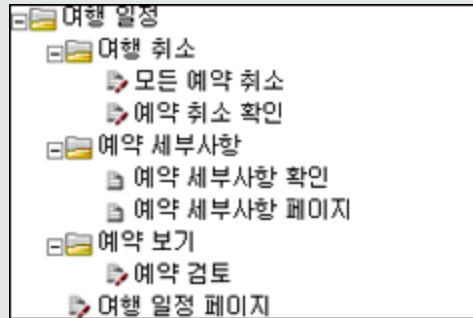 여행 일정
여행 취소
모든 예약 취소
예약 취소 확인
예약 세부사항
예약 세부사항 확인
예약 세부사항 페이지
예약 보기
예약 검토
여행 일정 페이지